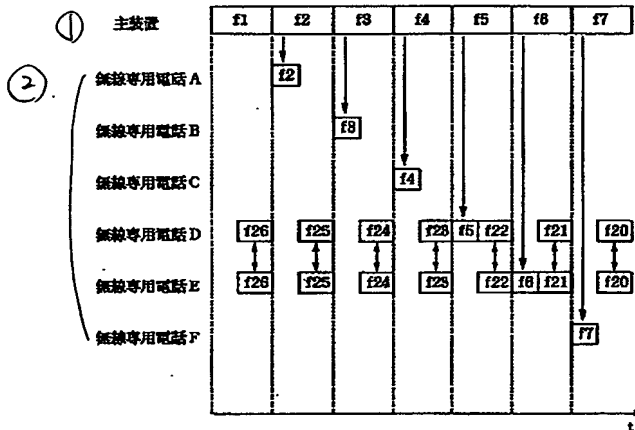 ① 主装置 f1 f2 f3 f4 f5 f6 f7
② 無線専用電話A f2
無線専用電話B f3
無線専用電話C f4
無線専用電話D f26 f25 f24 f23 f5 f22 f21 f20
無線専用電話E f26 f25 f24 f23 f22 f6 f21 f20
無線専用電話F f7
t